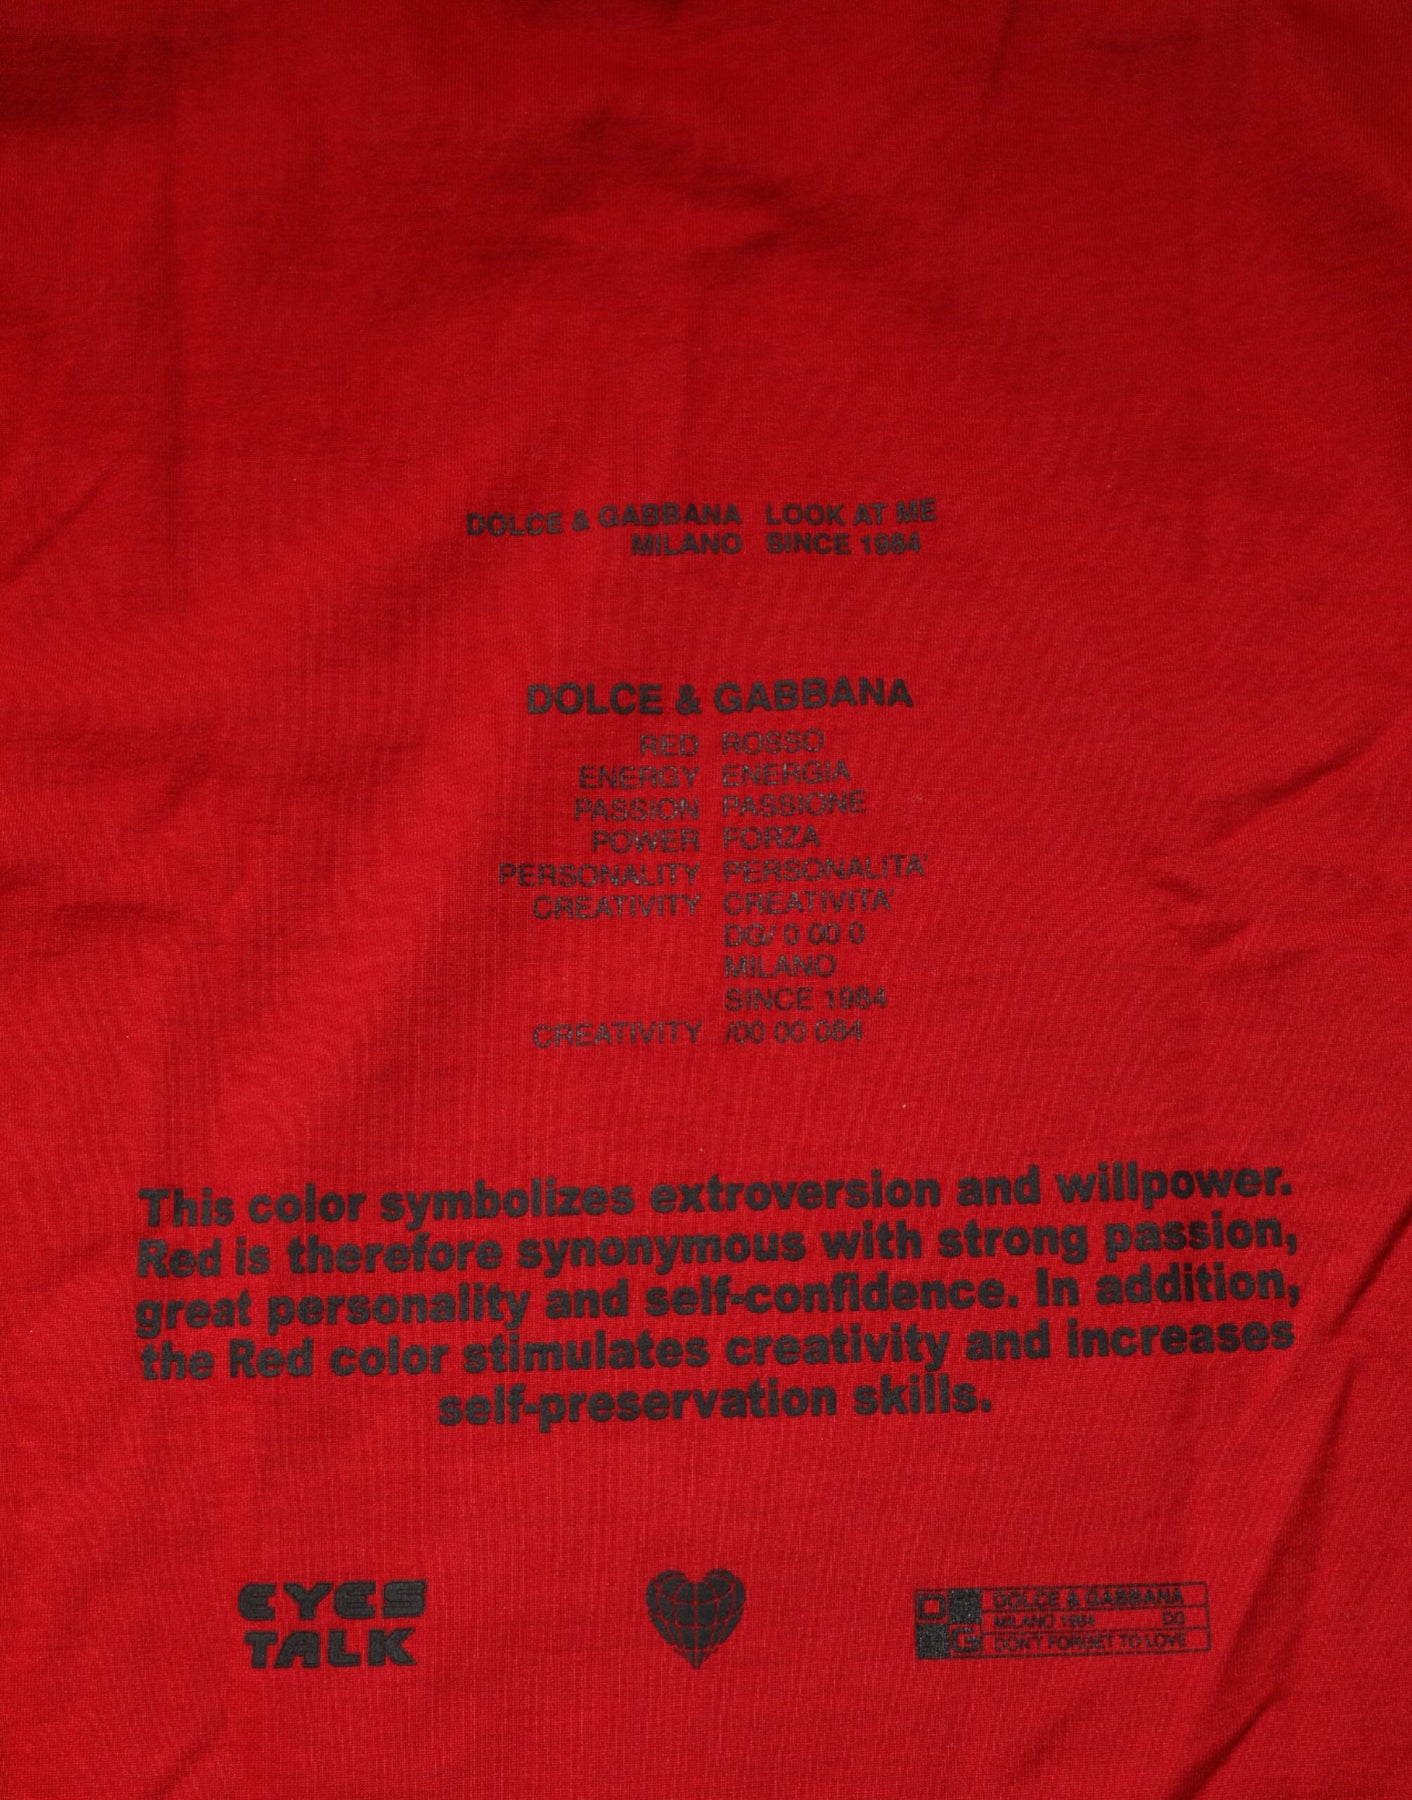 DOLCE & GABBANA LOOK AT ME
MILANO SINCE 1984
DOLCE & GABBANA
RED ROSSO
ENERGY ENERGIA
PASSION PASSIONE
POWER FORZA
PERSONALITY PERSONALITA'
CREATIVITY CREATIVITA'
DG/ 0 00 0
MILANO
SINCE 1984
CREATIVITY /00 00 084
This color symbolizes extroversion and willpower.
Red is therefore synonymous with strong passion,
great personality and self-confidence. In addition,
the Red color stimulates creativity and increases
self-preservation skills.
EYES
TALK
D
G
DOLCE & GABBANA
MILANO 1984 DG
DON'T FORGET TO LOVE